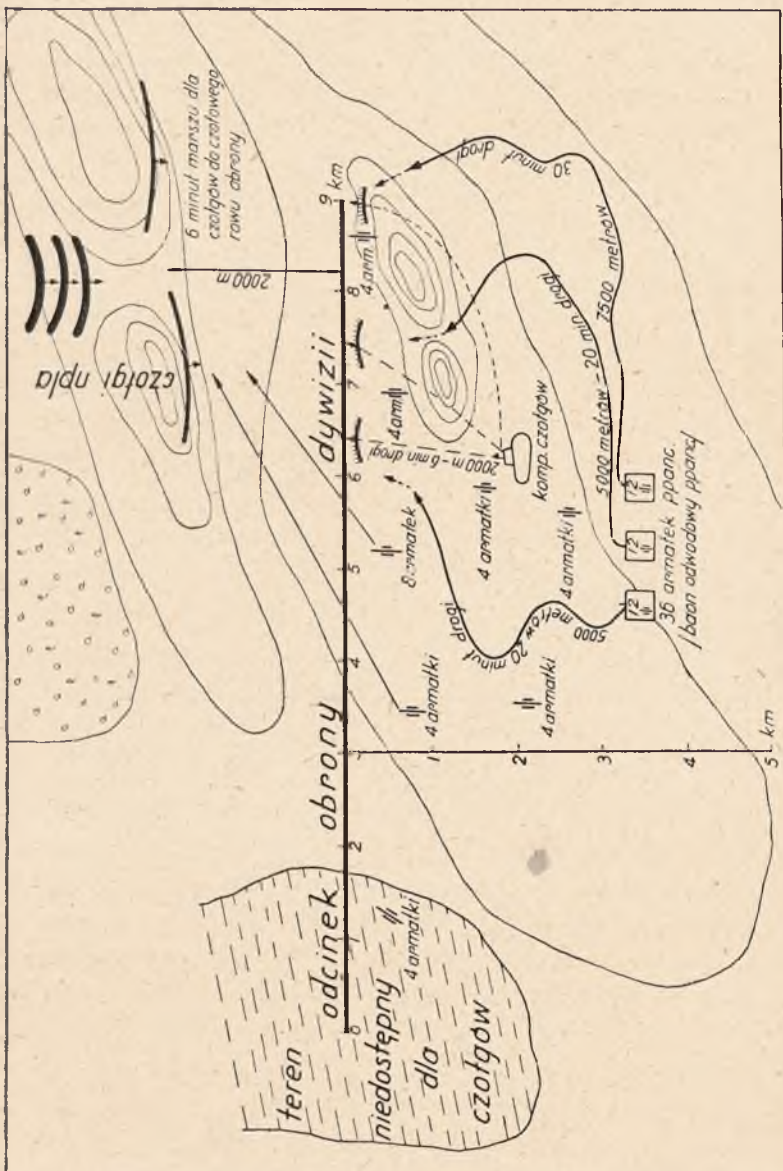 czołgi npla
6 minut marszu dla
czołgów do czołowego
rowu obrony
2000 m
teren
niedostępny
dla
czołgów
odcinek obrony dywizji
0
2
3
4
5
6
7
8
9 km
1
2
3
4
5 km
4 armatki
4 armatki
4 armatki
8 armatek
4 armatki
4 armatki
4 arm.
4 arm.
2000 m - 6 min drogi
komp. czołgów
20 minut drogi
5000 metrów
5000 metrów = 20 min drogi
7500 metrów
30 minut drogi
12
12
12
36 armatek ppanc.
/baon odwodowy ppanc/